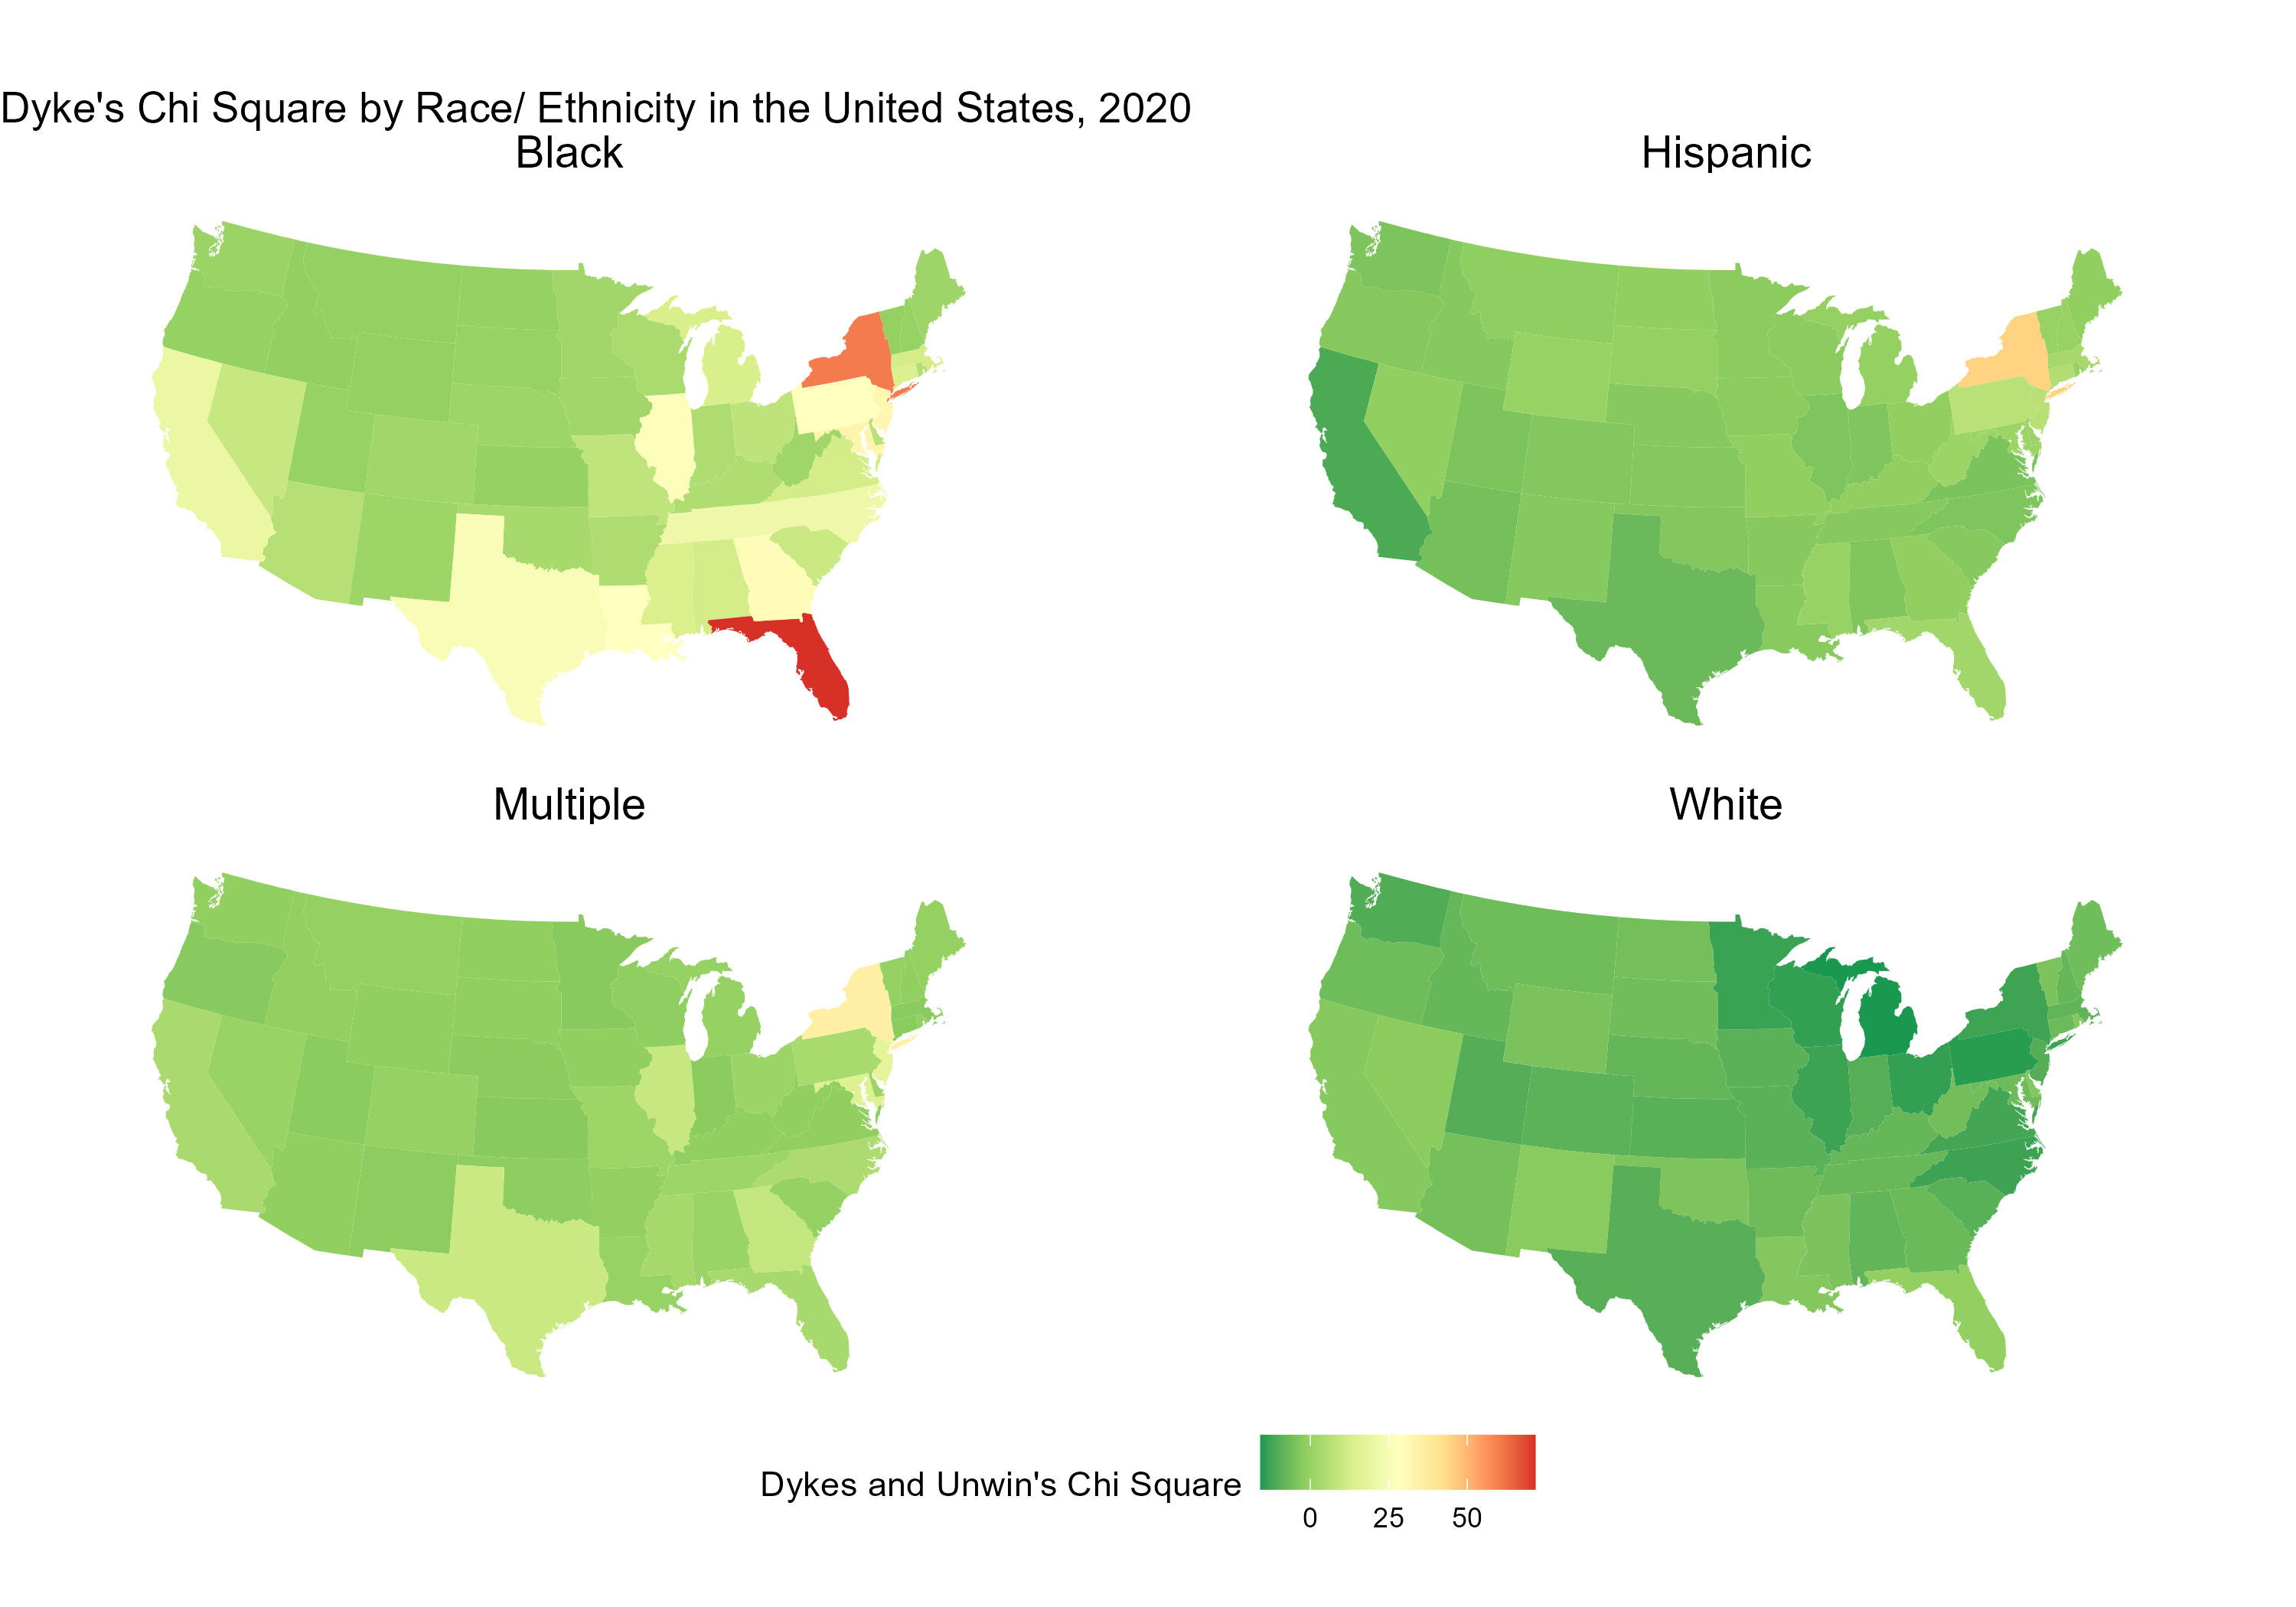 Dyke's Chi Square by Race/ Ethnicity in the United States, 2020
Black
Hispanic
Multiple
White
Dykes and Unwin's Chi Square
0 25 50